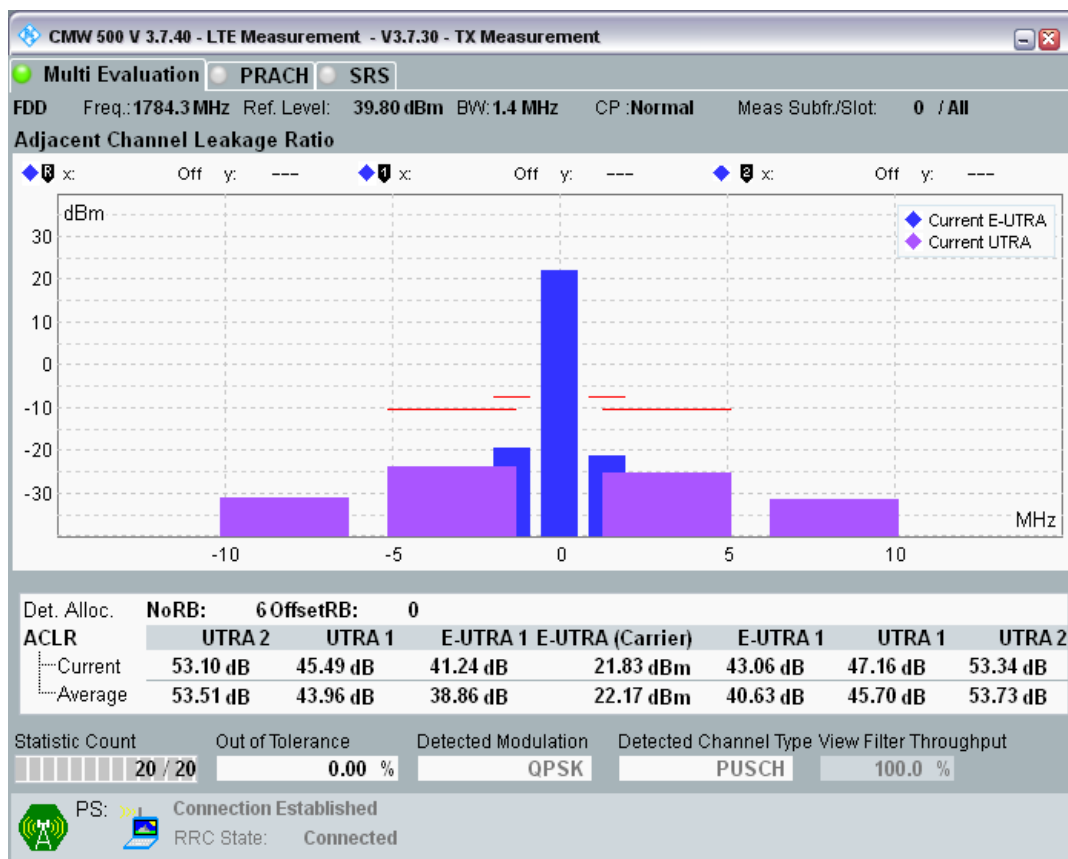 CMW 500 V 3.7.40 - LTE Measurement - V3.7.30 - TX Measurement
Multi Evaluation PRACH SRS
FDD Freq.: 1784.3 MHz Ref. Level: 39.80 dBm BW: 1.4 MHz CP :Normal Meas Subfr./Slot: 0 / All
Adjacent Channel Leakage Ratio
R x: Off y: --- 1 x: Off y: --- 2 x: Off y: ---
dBm
Current E-UTRA
Current UTRA
30
20
10
0
-10
-20
-30
MHz
-10 -5 0 5 10
Det. Alloc. NoRB: 6 OffsetRB: 0
ACLR UTRA 2 UTRA 1 E-UTRA 1 E-UTRA (Carrier) E-UTRA 1 UTRA 1 UTRA 2
Current 53.10 dB 45.49 dB 41.24 dB 21.83 dBm 43.06 dB 47.16 dB 53.34 dB
Average 53.51 dB 43.96 dB 38.86 dB 22.17 dBm 40.63 dB 45.70 dB 53.73 dB
Statistic Count Out of Tolerance Detected Modulation Detected Channel Type View Filter Throughput
20 / 20 0.00 % QPSK PUSCH 100.0 %
PS: Connection Established
RRC State: Connected